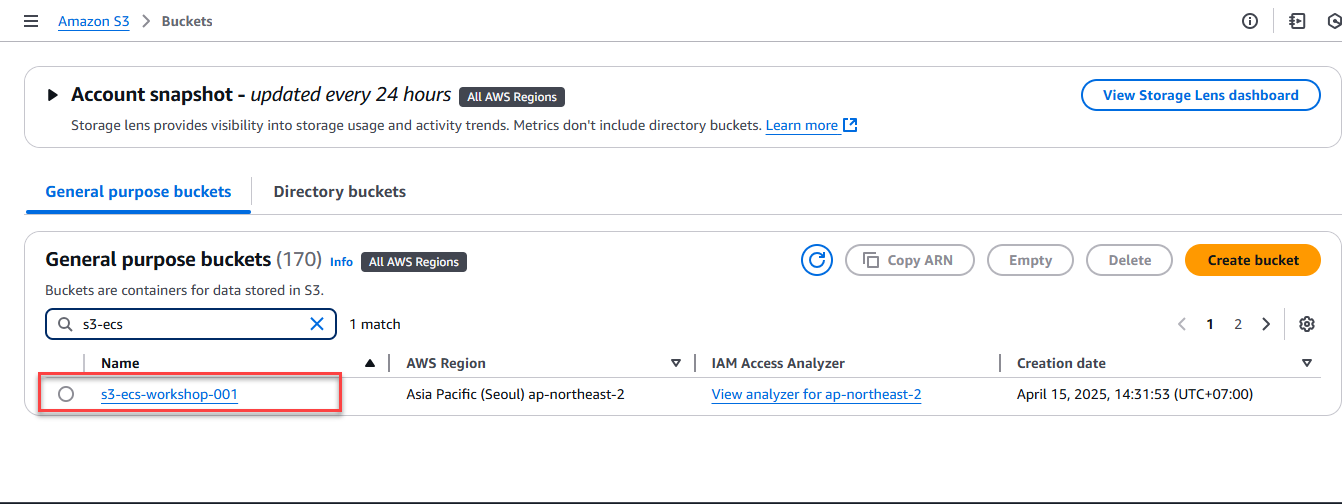 Amazon S3 > Buckets
Account snapshot - updated every 24 hours All AWS Regions
View Storage Lens dashboard
Storage lens provides visibility into storage usage and activity trends. Metrics don't include directory buckets. Learn more
General purpose buckets
Directory buckets
General purpose buckets (170) Info All AWS Regions
Copy ARN
Empty
Delete
Create bucket
Buckets are containers for data stored in S3.
s3-ecs
1 match
1 2
Name AWS Region IAM Access Analyzer Creation date
s3-ecs-workshop-001 Asia Pacific (Seoul) ap-northeast-2 View analyzer for ap-northeast-2 April 15, 2025, 14:31:53 (UTC+07:00)